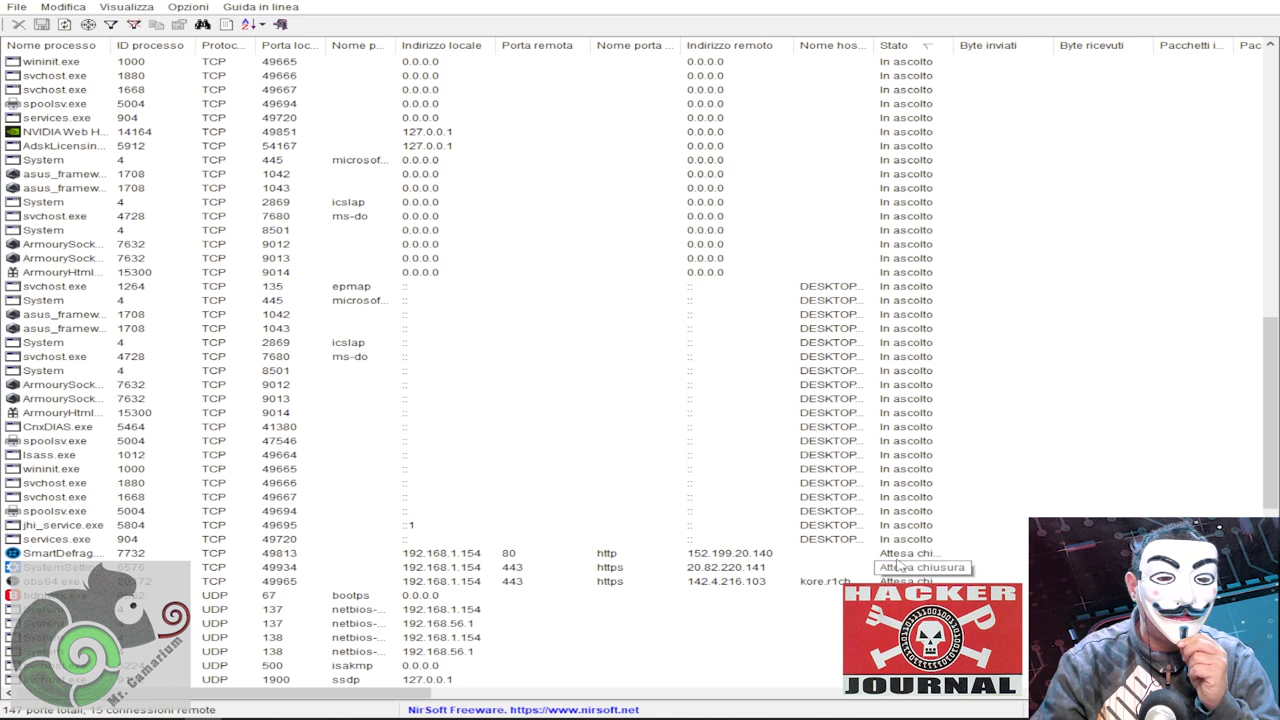 File Modifica Visualizza Opzioni Guida in linea
Nome processo ID processo Protoc... Porta loc... Nome p... Indirizzo locale Porta remota Nome porta ... Indirizzo remoto Nome hos... Stato Byte inviati Byte ricevuti Pacchetti i... Pac
wininit.exe 1000 TCP 49665 0.0.0.0 0.0.0.0 In ascolto
svchost.exe 1880 TCP 49666 0.0.0.0 0.0.0.0 In ascolto
svchost.exe 1668 TCP 49667 0.0.0.0 0.0.0.0 In ascolto
spoolsv.exe 5004 TCP 49694 0.0.0.0 0.0.0.0 In ascolto
services.exe 904 TCP 49720 0.0.0.0 0.0.0.0 In ascolto
NVIDIA Web H... 14164 TCP 49851 127.0.0.1 0.0.0.0 In ascolto
AdskLicensin... 5912 TCP 54167 127.0.0.1 0.0.0.0 In ascolto
System 4 TCP 445 microsof... 0.0.0.0 0.0.0.0 In ascolto
asus_framew... 1708 TCP 1042 0.0.0.0 0.0.0.0 In ascolto
asus_framew... 1708 TCP 1043 0.0.0.0 0.0.0.0 In ascolto
System 4 TCP 2869 icslap 0.0.0.0 0.0.0.0 In ascolto
svchost.exe 4728 TCP 7680 ms-do 0.0.0.0 0.0.0.0 In ascolto
System 4 TCP 8501 0.0.0.0 0.0.0.0 In ascolto
ArmourySock... 7632 TCP 9012 0.0.0.0 0.0.0.0 In ascolto
ArmourySock... 7632 TCP 9013 0.0.0.0 0.0.0.0 In ascolto
ArmouryHtml... 15300 TCP 9014 0.0.0.0 0.0.0.0 In ascolto
svchost.exe 1264 TCP 135 epmap :: :: DESKTOP... In ascolto
System 4 TCP 445 microsof... :: :: DESKTOP... In ascolto
asus_framew... 1708 TCP 1042 :: :: DESKTOP... In ascolto
asus_framew... 1708 TCP 1043 :: :: DESKTOP... In ascolto
System 4 TCP 2869 icslap :: :: DESKTOP... In ascolto
svchost.exe 4728 TCP 7680 ms-do :: :: DESKTOP... In ascolto
System 4 TCP 8501 :: :: DESKTOP... In ascolto
ArmourySock... 7632 TCP 9012 :: :: DESKTOP... In ascolto
ArmourySock... 7632 TCP 9013 :: :: DESKTOP... In ascolto
ArmouryHtml... 15300 TCP 9014 :: :: DESKTOP... In ascolto
CnxDIAS.exe 5464 TCP 41380 :: :: DESKTOP... In ascolto
spoolsv.exe 5004 TCP 47546 :: :: DESKTOP... In ascolto
lsass.exe 1012 TCP 49664 :: :: DESKTOP... In ascolto
wininit.exe 1000 TCP 49665 :: :: DESKTOP... In ascolto
svchost.exe 1880 TCP 49666 :: :: DESKTOP... In ascolto
svchost.exe 1668 TCP 49667 :: :: DESKTOP... In ascolto
spoolsv.exe 5004 TCP 49694 :: :: DESKTOP... In ascolto
jhi_service.exe 5804 TCP 49695 ::1 :: DESKTOP... In ascolto
services.exe 904 TCP 49720 :: :: DESKTOP... In ascolto
SmartDefrag... 7732 TCP 49813 192.168.1.154 80 http 152.199.20.140 Attesa chi...
SystemSettin... 6576 TCP 49934 192.168.1.154 443 https 20.82.220.141 Attesa chiusura
obs64.exe TCP 49965 192.168.1.154 443 https 142.4.216.103 kore.r1ch... Attesa chi...
UDP 67 bootps 0.0.0.0
System UDP 137 netbios-... 192.168.1.154
System UDP 137 netbios-... 192.168.56.1
System UDP 138 netbios-... 192.168.1.154
System UDP 138 netbios-... 192.168.56.1
UDP 500 isakmp 0.0.0.0
UDP 1900 ssdp 127.0.0.1
147 porte totali, 15 connessioni remote NirSoft Freeware. https://www.nirsoft.net
Mr. Camarium
HACKER
JOURNAL